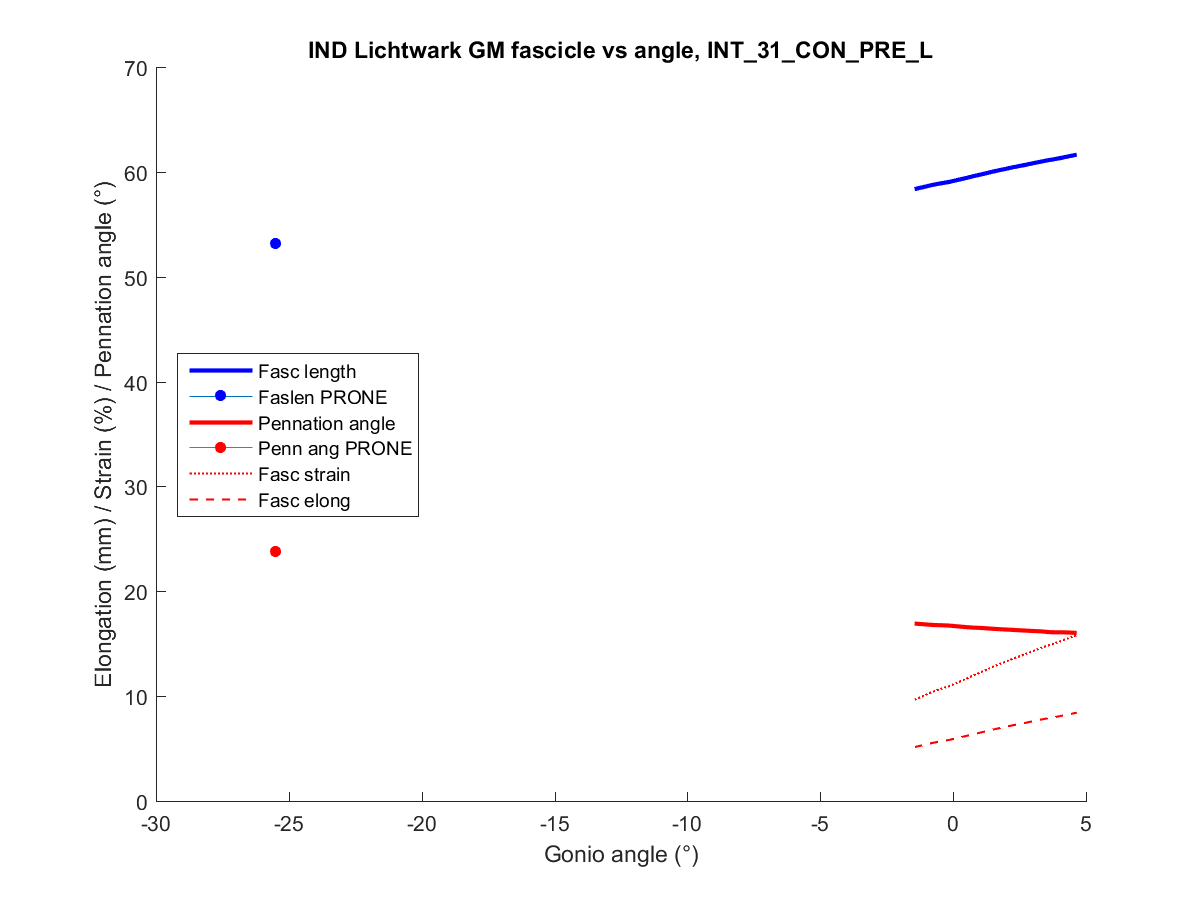 IND Lichtwark GM fascicle vs angle, INT_31_CON_PRE_L
Elongation (mm) / Strain (%) / Pennation angle (°)
70
60
50
40
30
20
10
0
Fasc length
Faslen PRONE
Pennation angle
Penn ang PRONE
Fasc strain
Fasc elong
-30
-25
-20
-15
-10
-5
0
5
Gonio angle (°)